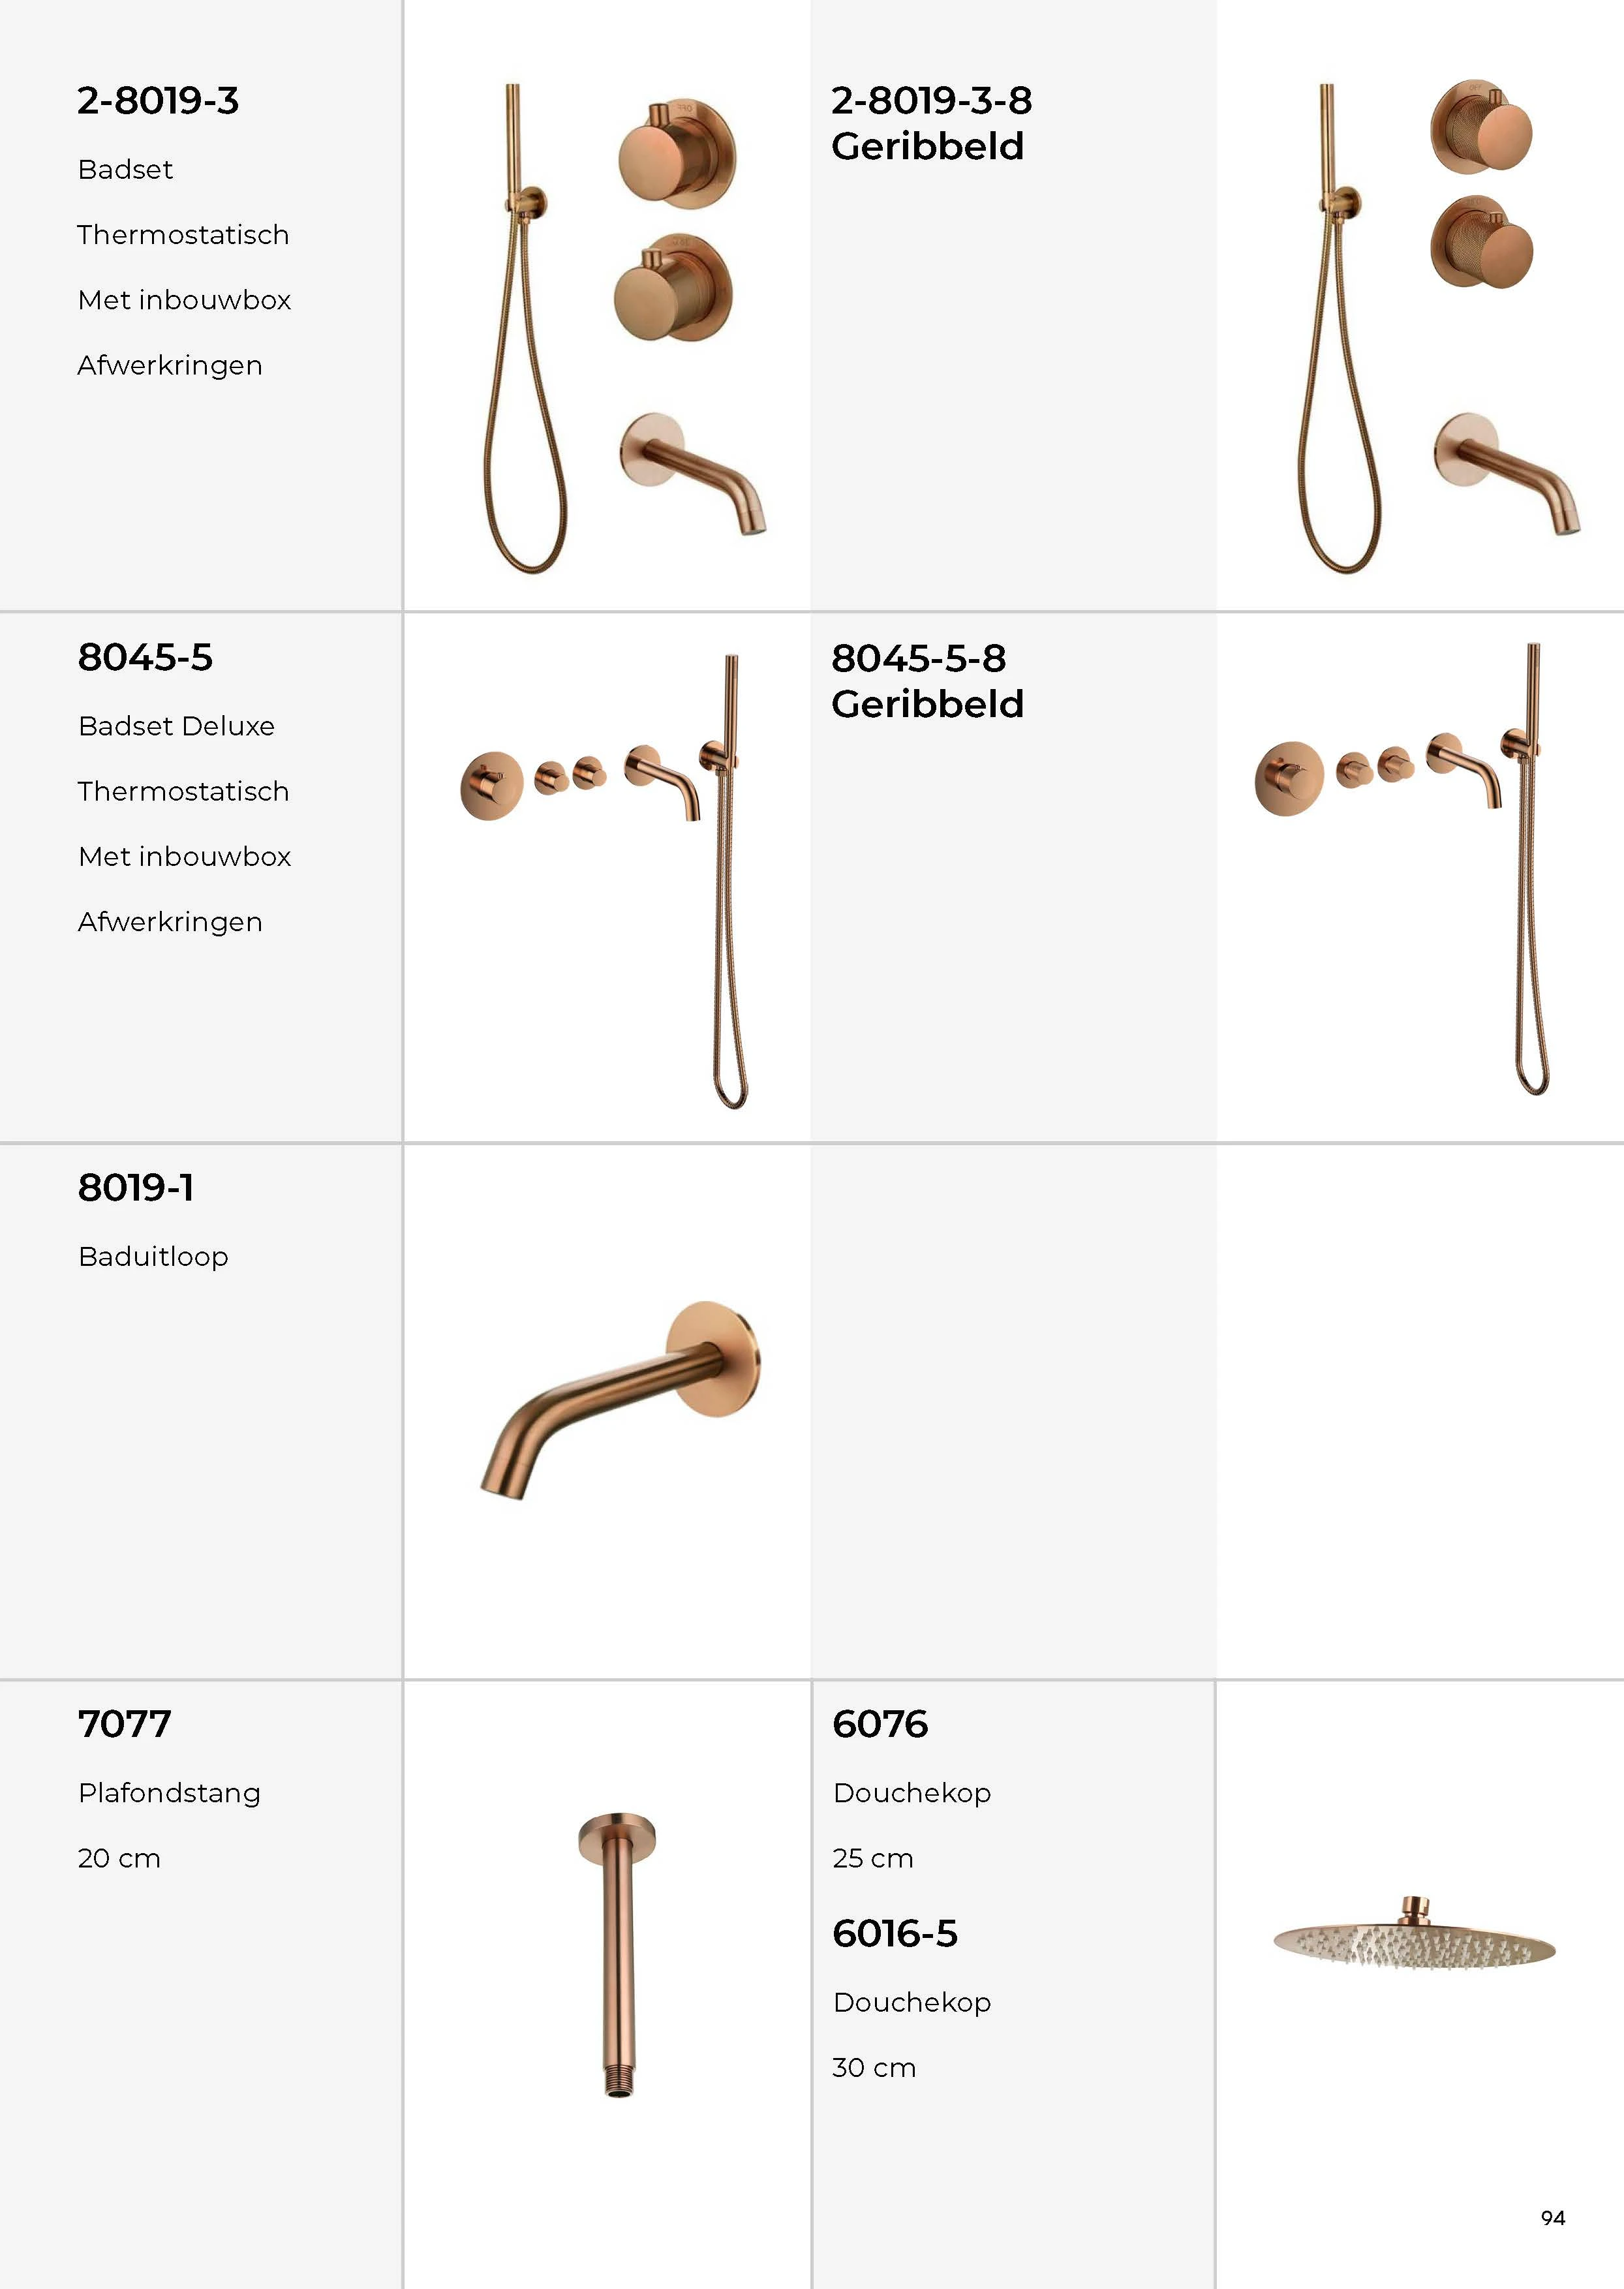 2-8019-3
Badset
Thermostatisch
Met inbouwbox
Afwerkringen
2-8019-3-8
Geribbeld
8045-5
Badset Deluxe
Thermostatisch
Met inbouwbox
Afwerkringen
8045-5-8
Geribbeld
8019-1
Baduitloop
7077
Plafondstang
20 cm
6076
Douchekop
25 cm
6016-5
Douchekop
30 cm
94